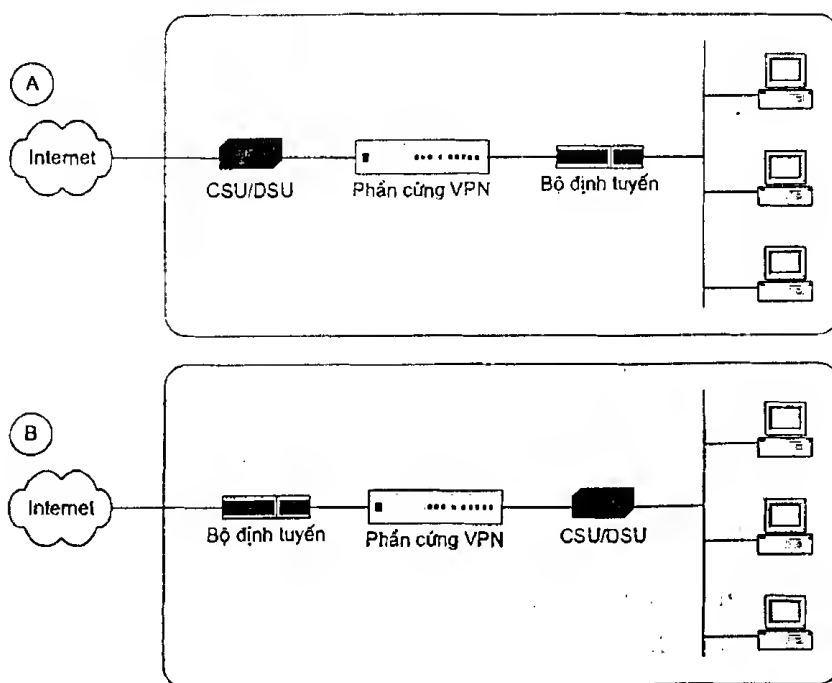 A
Internet
CSU/DSU
Phần cứng VPN
Bộ định tuyến
B
Internet
Bộ định tuyến
Phần cứng VPN
CSU/DSU